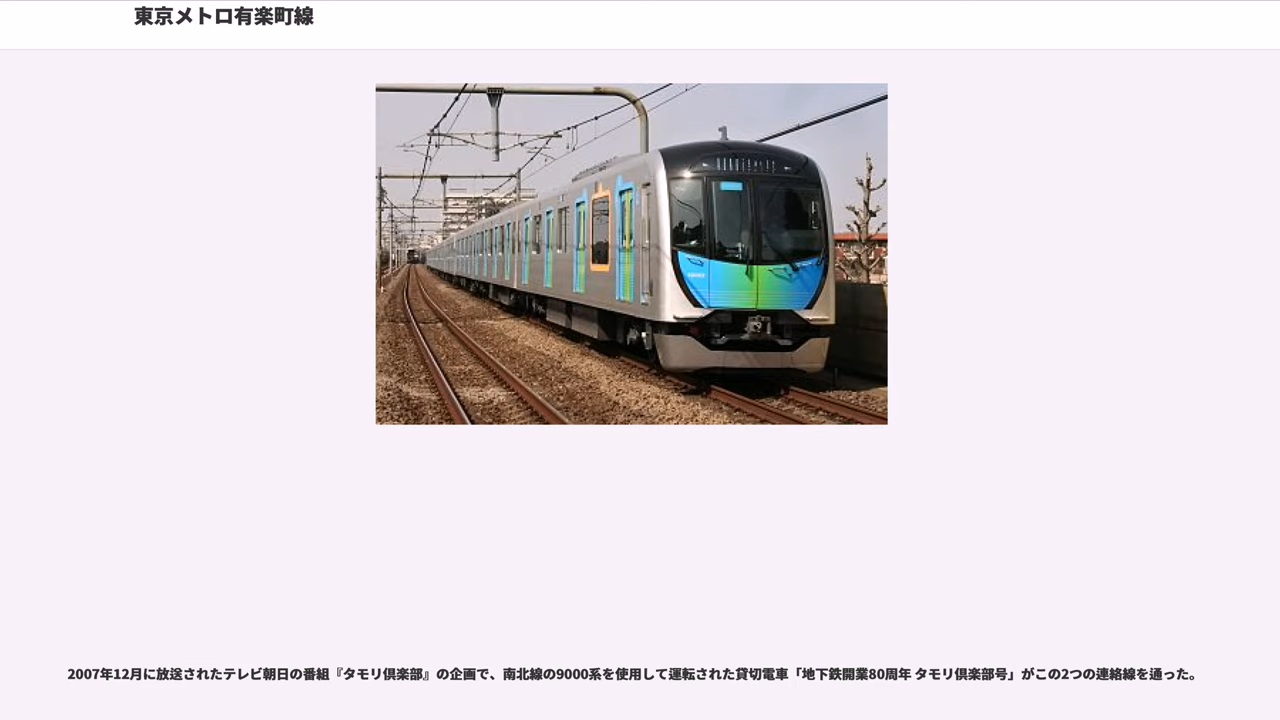 東京メトロ有楽町線
2007年12月に放送されたテレビ朝日の番組『タモリ倶楽部』の企画で、南北線の9000系を使用して運転された貸切電車「地下鉄開業80周年 タモリ倶楽部号」がこの2つの連絡線を通った。